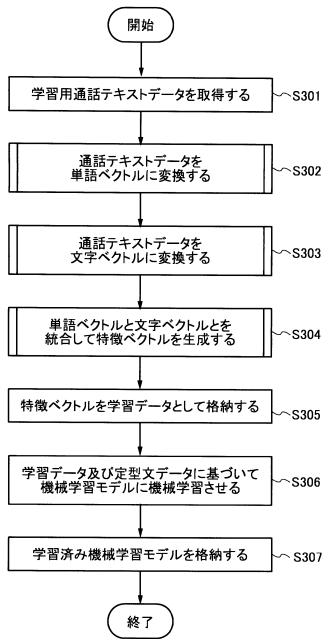 開始
学習用通話テキストデータを取得する
S301
通話テキストデータを
単語ベクトルに変換する
S302
通話テキストデータを
文字ベクトルに変換する
S303
単語ベクトルと文字ベクトルとを
統合して特徴ベクトルを生成する
S304
特徴ベクトルを学習データとして格納する
S305
学習データ及び定型文データに基づいて
機械学習モデルに機械学習させる
S306
学習済み機械学習モデルを格納する
S307
終了